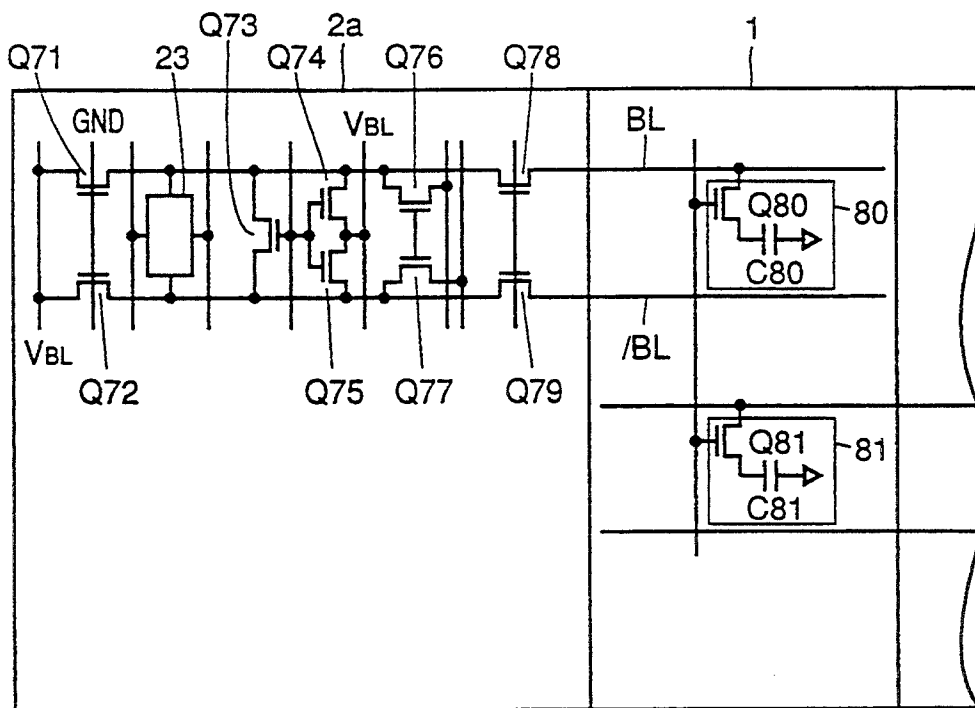 Q73 2a 1
Q71 23 Q74 Q76 Q78
GND VBL BL
Q80 80
C80
VBL /BL
Q72 Q75 Q77 Q79
Q81 81
C81